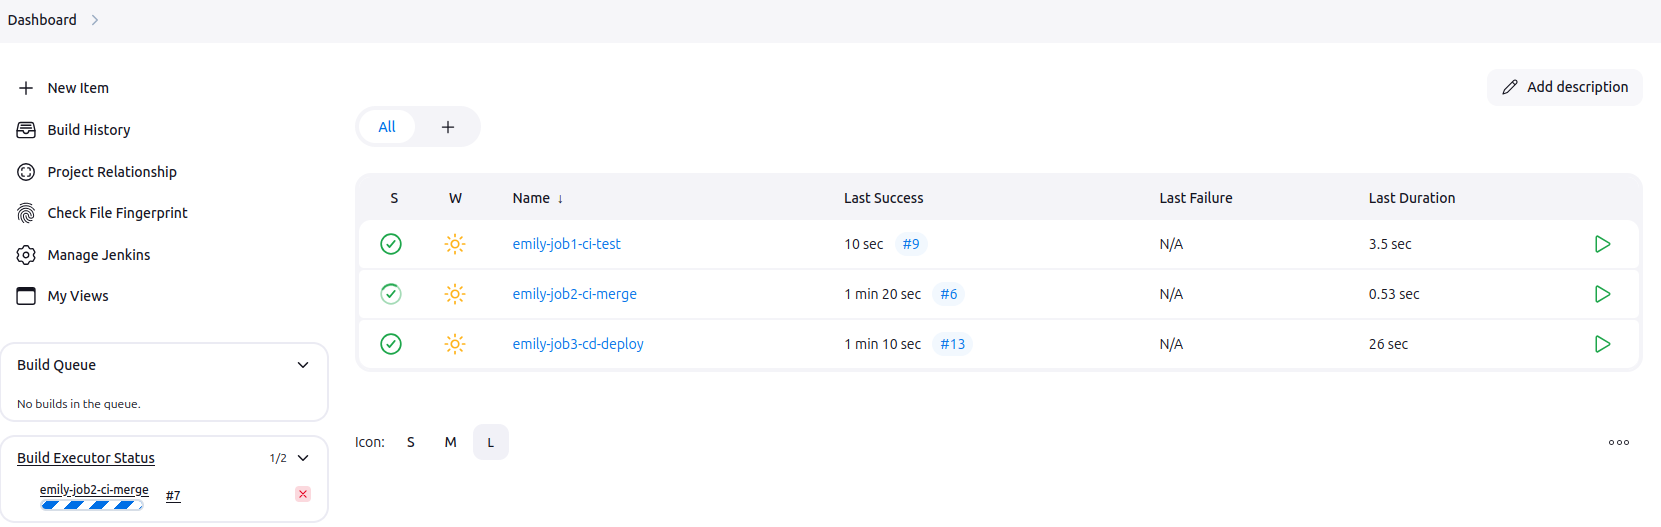 Dashboard
New Item
Build History
Project Relationship
Check File Fingerprint
Manage Jenkins
My Views
Build Queue
No builds in the queue.
Build Executor Status 1/2
emily-job2-ci-merge #7
Add description
All +
S W Name ↓ Last Success Last Failure Last Duration
emily-job1-ci-test 10 sec #9 N/A 3.5 sec
emily-job2-ci-merge 1 min 20 sec #6 N/A 0.53 sec
emily-job3-cd-deploy 1 min 10 sec #13 N/A 26 sec
Icon: S M L